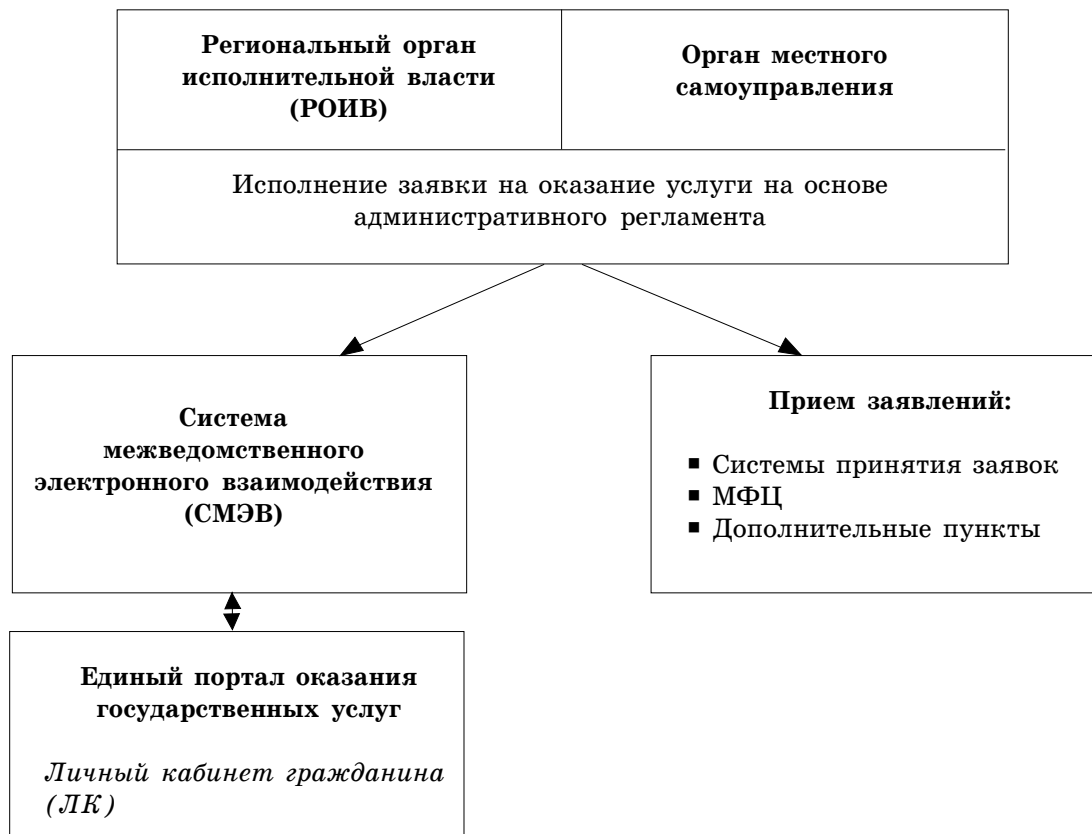 Региональный орган
исполнительной власти
(РОИВ)
Орган местного
самоуправления
Исполнение заявки на оказание услуги на основе
административного регламента
Система
межведомственного
электронного взаимодействия
(СМЭВ)
Прием заявлений:
▪ Системы принятия заявок
▪ МФЦ
▪ Дополнительные пункты
Единый портал оказания
государственных услуг
Личный кабинет гражданина
(ЛК)